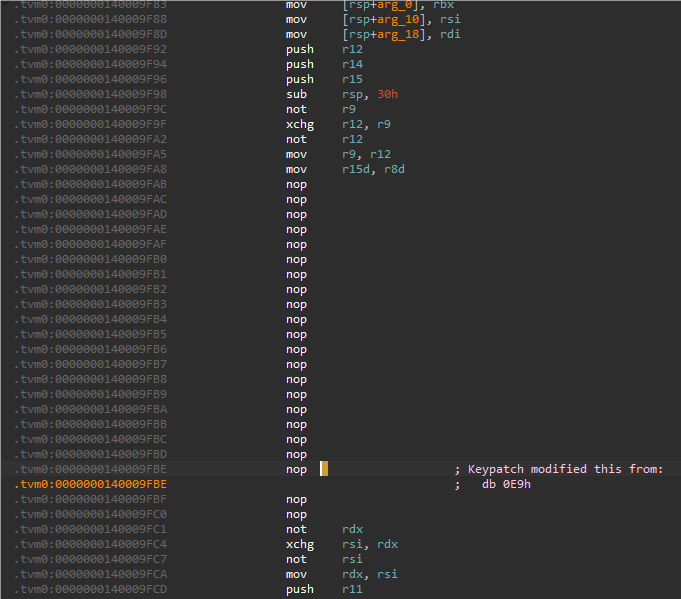 .tvm0:0000000140009F83 mov [rsp+arg_0], rbx
.tvm0:0000000140009F88 mov [rsp+arg_10], rsi
.tvm0:0000000140009F8D mov [rsp+arg_18], rdi
.tvm0:0000000140009F92 push r12
.tvm0:0000000140009F94 push r14
.tvm0:0000000140009F96 push r15
.tvm0:0000000140009F98 sub rsp, 30h
.tvm0:0000000140009F9C not r9
.tvm0:0000000140009F9F xchg r12, r9
.tvm0:0000000140009FA2 not r12
.tvm0:0000000140009FA5 mov r9, r12
.tvm0:0000000140009FA8 mov r15d, r8d
.tvm0:0000000140009FAB nop
.tvm0:0000000140009FAC nop
.tvm0:0000000140009FAD nop
.tvm0:0000000140009FAE nop
.tvm0:0000000140009FAF nop
.tvm0:0000000140009FB0 nop
.tvm0:0000000140009FB1 nop
.tvm0:0000000140009FB2 nop
.tvm0:0000000140009FB3 nop
.tvm0:0000000140009FB4 nop
.tvm0:0000000140009FB5 nop
.tvm0:0000000140009FB6 nop
.tvm0:0000000140009FB7 nop
.tvm0:0000000140009FB8 nop
.tvm0:0000000140009FB9 nop
.tvm0:0000000140009FBA nop
.tvm0:0000000140009FBB nop
.tvm0:0000000140009FBC nop
.tvm0:0000000140009FBD nop
.tvm0:0000000140009FBE nop ; Keypatch modified this from:
.tvm0:0000000140009FBE ; db 0E9h
.tvm0:0000000140009FBF nop
.tvm0:0000000140009FC0 nop
.tvm0:0000000140009FC1 not rdx
.tvm0:0000000140009FC4 xchg rsi, rdx
.tvm0:0000000140009FC7 not rsi
.tvm0:0000000140009FCA mov rdx, rsi
.tvm0:0000000140009FCD push r11